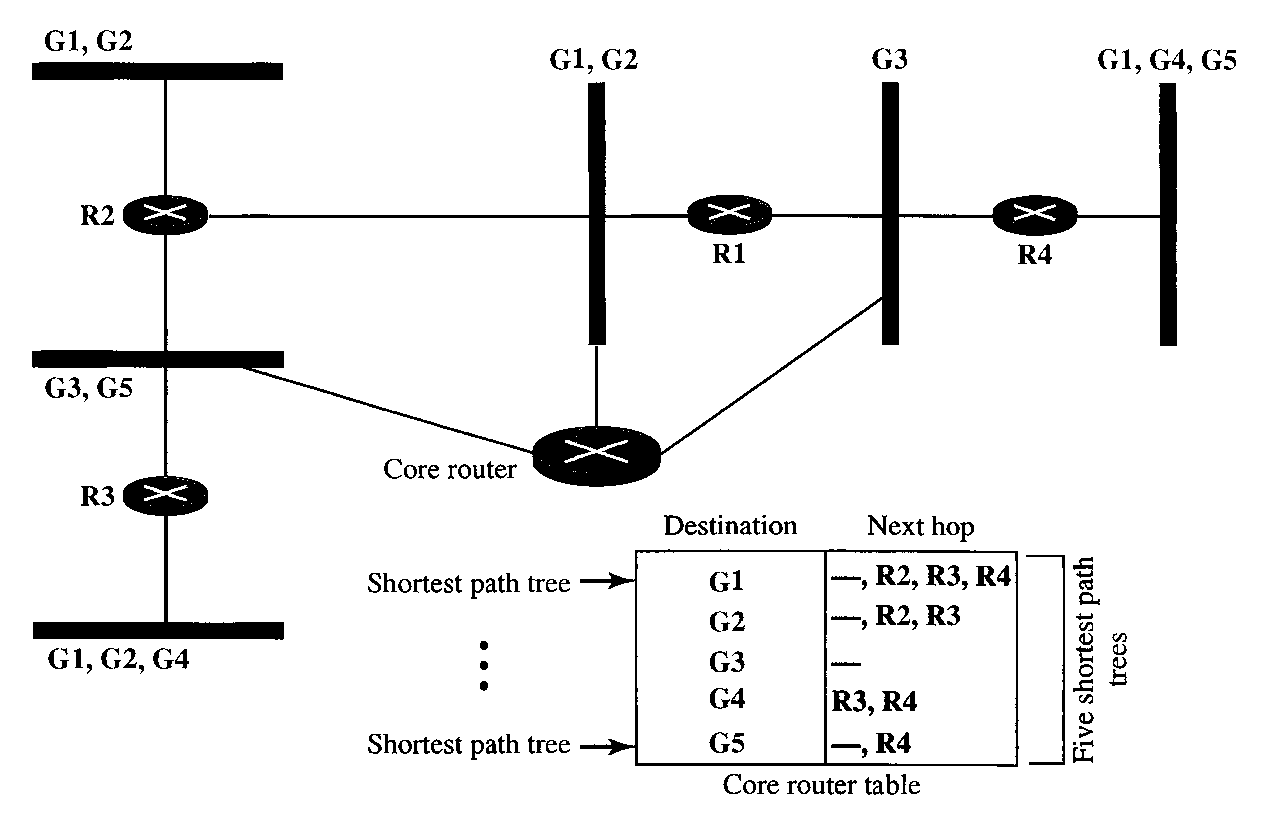 G1, G2
G1, G2
G3
G1, G4, G5
R2
R1
R4
G3, G5
Core router
R3
G1, G2, G4
Destination Next hop
Shortest path tree
G1 —, R2, R3, R4
G2 —, R2, R3
G3 —
G4 R3, R4
Shortest path tree
G5 —, R4
Five shortest path
trees
Core router table